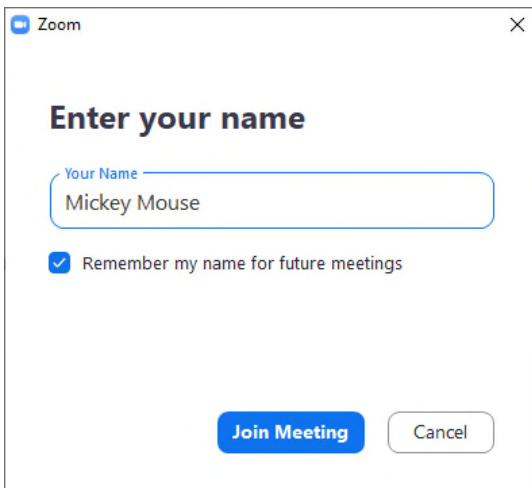 Zoom
Enter your name
Your Name
Mickey Mouse
Remember my name for future meetings
Join Meeting
Cancel